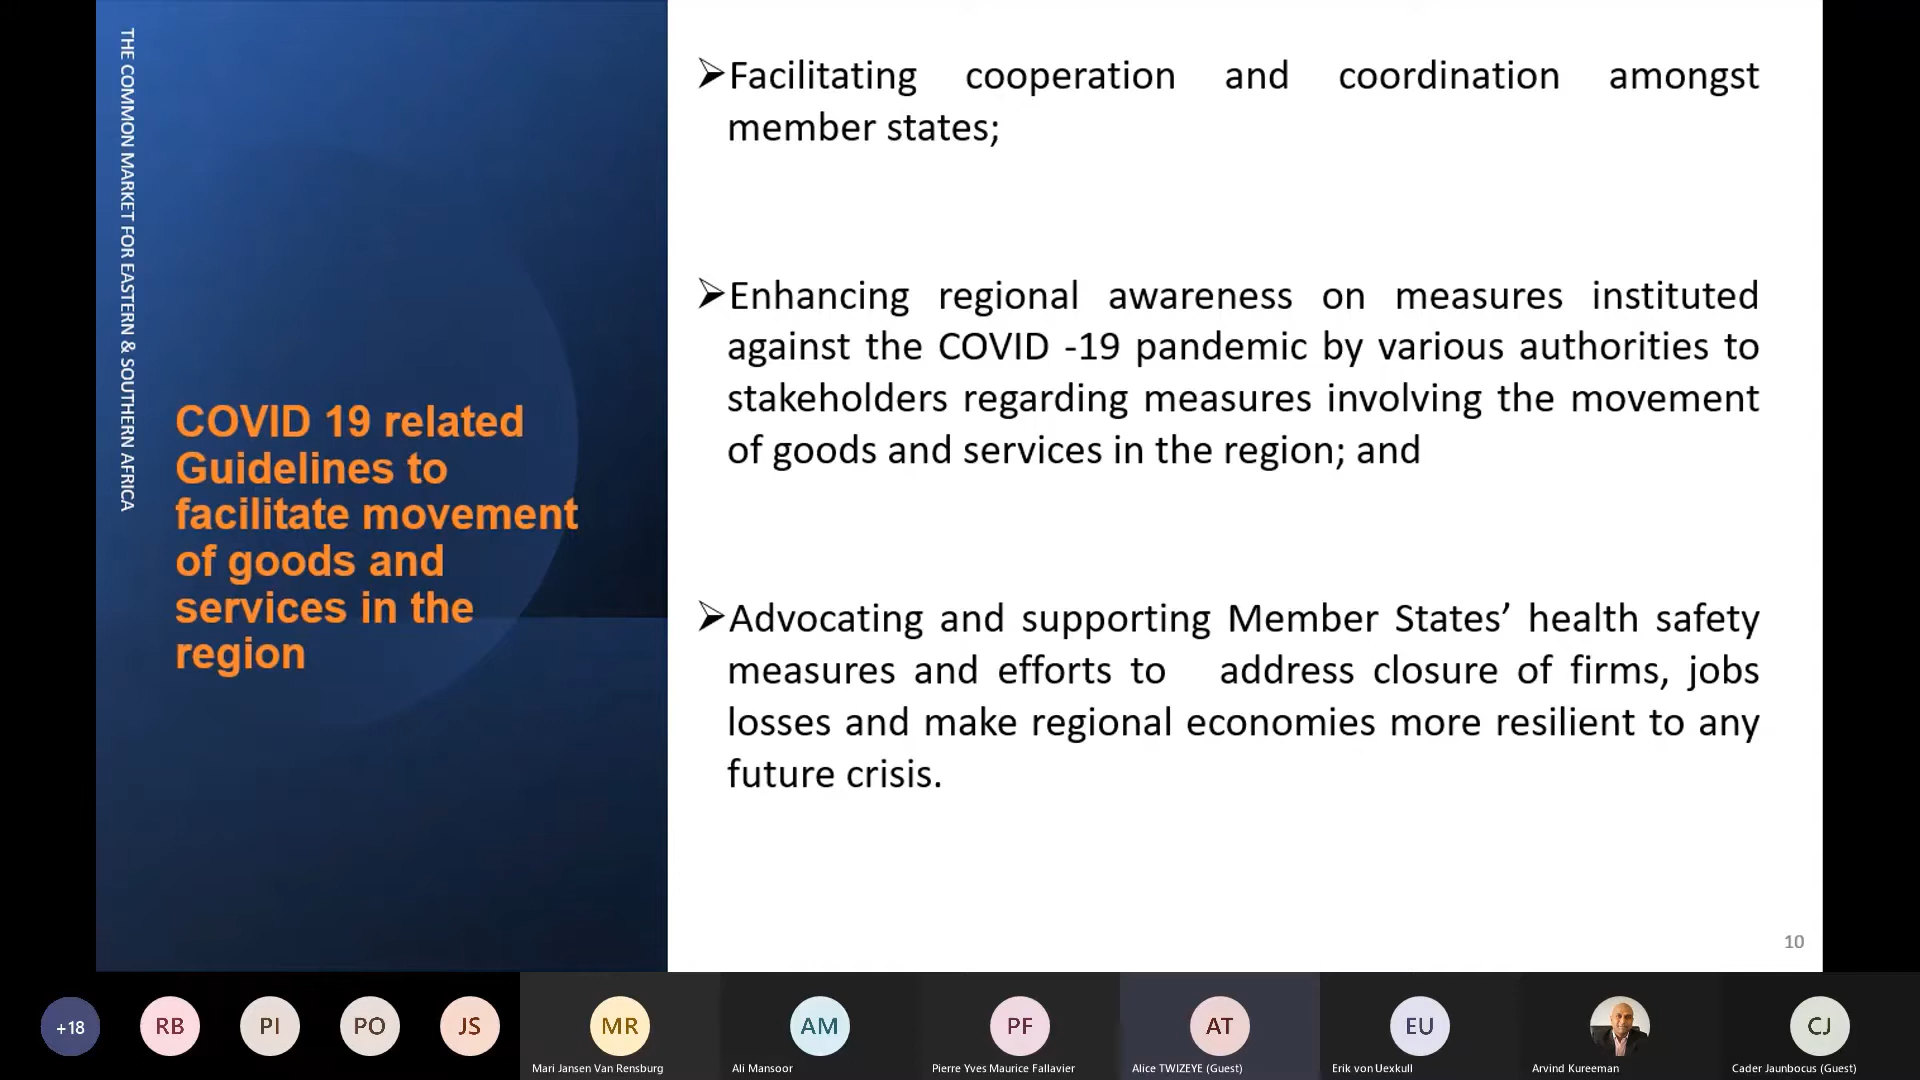 THE COMMON MARKET FOR EASTERN & SOUTHERN AFRICA
COVID 19 related
Guidelines to
facilitate movement
of goods and
services in the
region
➢Facilitating cooperation and coordination amongst
member states;
➢Enhancing regional awareness on measures instituted
against the COVID -19 pandemic by various authorities to
stakeholders regarding measures involving the movement
of goods and services in the region; and
➢Advocating and supporting Member States’ health safety
measures and efforts to address closure of firms, jobs
losses and make regional economies more resilient to any
future crisis.
10
+18
RB
PI
PO
JS
MR
Mari Jansen Van Rensburg
AM
Ali Mansoor
PF
Pierre Yves Maurice Fallavier
AT
Alice TWIZEYE (Guest)
EU
Erik von Uexkull
Arvind Kureeman
CJ
Cader Jaunbocus (Guest)